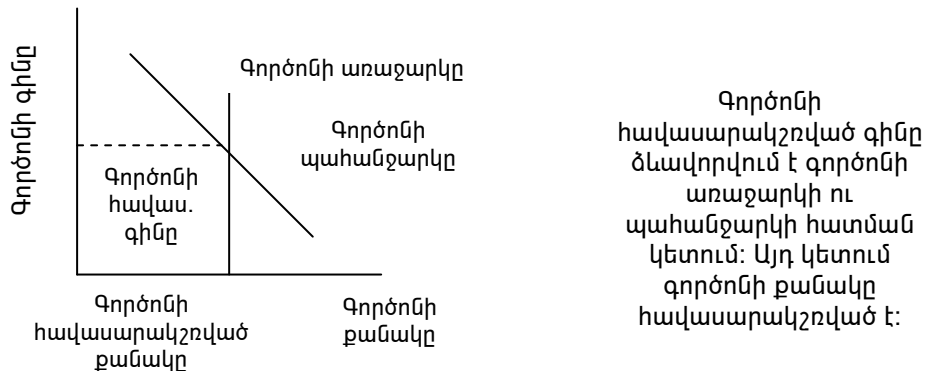 Գործոնի գինը
Գործոնի առաջարկը
Գործոնի
պահանջարկը
Գործոնի
հավաս.
գինը
Գործոնի
հավասարակշռված
քանակը
Գործոնի
քանակը
Գործոնի
հավասարակշռված գինը
ձևավորվում է գործոնի
առաջարկի ու
պահանջարկի հատման
կետում: Այդ կետում
գործոնի քանակը
հավասարակշռված է: